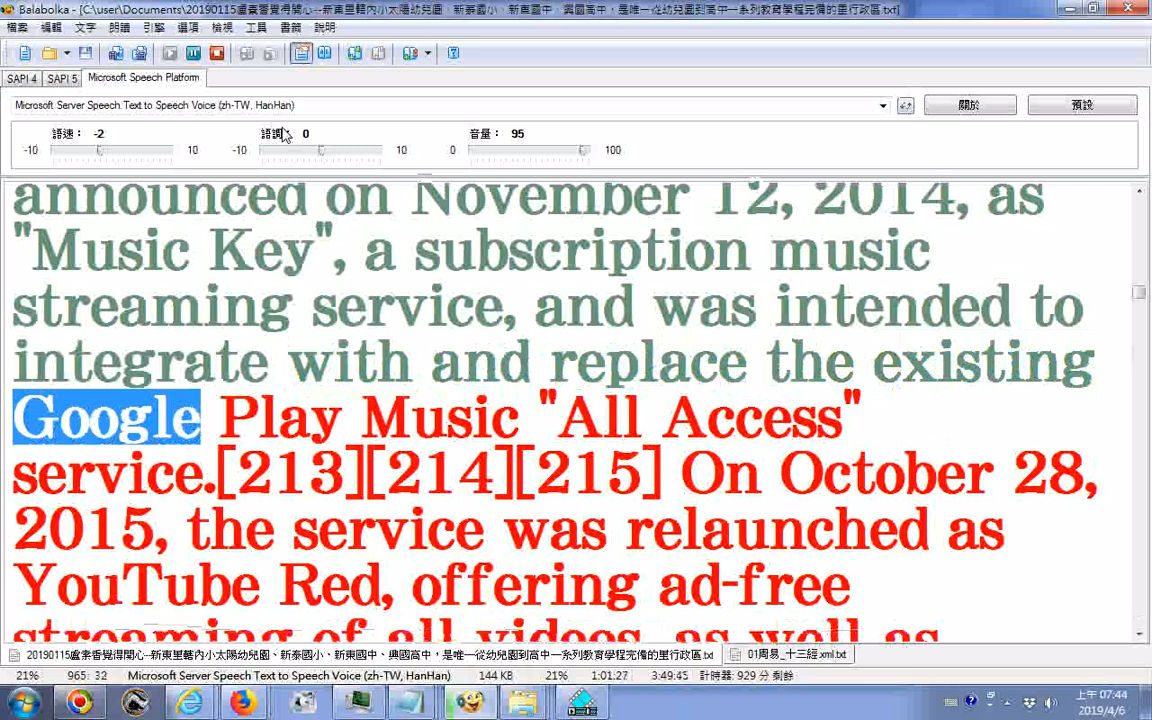 Balabolka - [C:\user\Documents\20190115盧素香覺得開心--新東里轄內小太陽幼兒園、新泰國小、新東國中、興國高中，是唯一從幼兒園到高中一系列教育學程完備的里行政區.txt]
檔案 編輯 文字 朗讀 引擎 選項 檢視 工具 書籤 說明
SAPI 4 SAPI 5 Microsoft Speech Platform
Microsoft Server Speech Text to Speech Voice (zh-TW, HanHan) 關於 預設
語速： -2 語調： 0 音量： 95
-10 10 -10 10 0 100
announced on November 12, 2014, as
"Music Key", a subscription music
streaming service, and was intended to
integrate with and replace the existing
Google Play Music "All Access"
service.[213][214][215] On October 28,
2015, the service was relaunched as
YouTube Red, offering ad-free
streaming of all videos, as well as
20190115盧素香覺得開心--新東里轄內小太陽幼兒園、新泰國小、新東國中、興國高中，是唯一從幼兒園到高中一系列教育學程完備的里行政區.txt 01周易_十三經.xml.txt
21% 965: 32 Microsoft Server Speech Text to Speech Voice (zh-TW, HanHan) 144 KB 21% 1:01:27 3:49:45 計時器: 929 分 剩餘
上午 07:44
2019/4/6